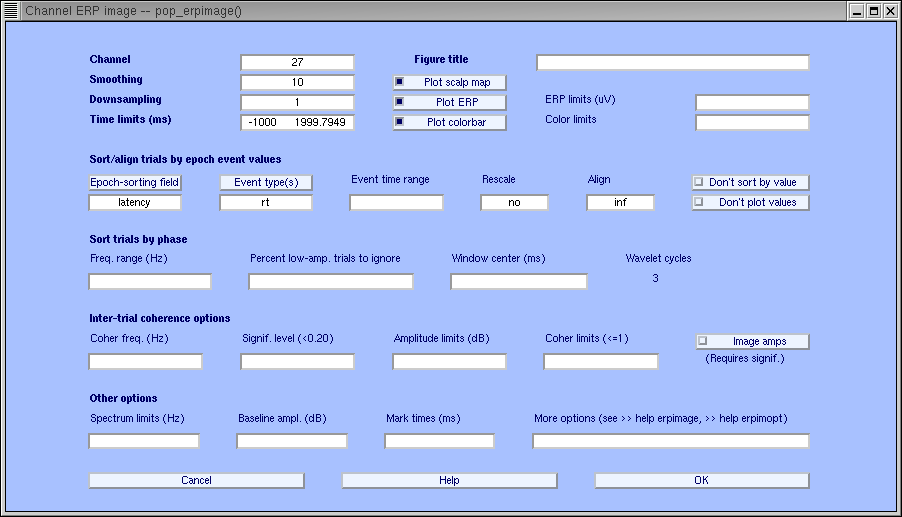 Channel ERP image -- pop_erpimage()
Channel 27 Figure title
Smoothing 10 Plot scalp map
Downsampling 1 Plot ERP ERP limits (uV)
Time limits (ms) -1000 1999.7949 Plot colorbar Color limits
Sort/align trials by epoch event values
Epoch-sorting field Event type(s) Event time range Rescale Align Don't sort by value
latency rt no inf Don't plot values
Sort trials by phase
Freq. range (Hz) Percent low-amp. trials to ignore Window center (ms) Wavelet cycles
3
Inter-trial coherence options
Coher freq. (Hz) Signif. level (<0.20) Amplitude limits (dB) Coher limits (<=1) Image amps
(Requires signif.)
Other options
Spectrum limits (Hz) Baseline ampl. (dB) Mark times (ms) More options (see >> help erpimage, >> help erpimopt)
Cancel Help OK